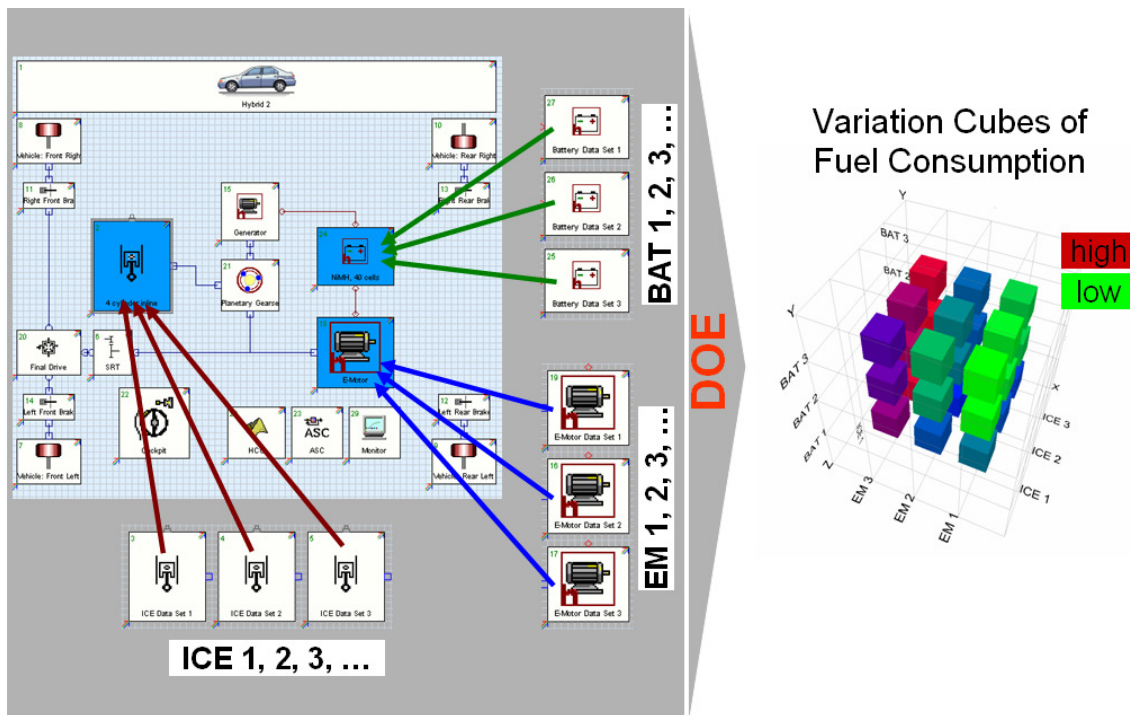 1
Hybrid 2
8
Vehicle: Front Right
10
Vehicle: Rear Right
11
Right Front Bra
13
Right Rear Brake
15
Generator
2
4 cylinder inline
21
Planetary Gearse
24
NiMH, 40 cells
12
E-Motor
20
Final Drive
6
SRT
14
Left Front Brak
12
Left Rear Brake
22
Cockpit
HCU
23
ASC
ASC
29
Monitor
7
Vehicle: Front Left
9
Vehicle: Rear Left
27
Battery Data Set 1
26
Battery Data Set 2
25
Battery Data Set 3
BAT 1, 2, 3, ...
19
E-Motor Data Set 1
16
E-Motor Data Set 2
17
E-Motor Data Set 3
EM 1, 2, 3, ...
3
ICE Data Set 1
4
ICE Data Set 2
5
ICE Data Set 3
ICE 1, 2, 3, ...
DOE
Variation Cubes of
Fuel Consumption
high
low
Y
BAT 3
BAT 2
Y
BAT 3
BAT 2
BAT 1
Z
EM 3
EM 2
EM 1
X
ICE 3
ICE 2
ICE 1